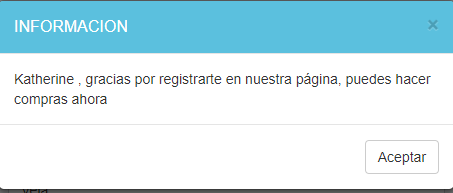 INFORMACION ×
Katherine , gracias por registrarte en nuestra página, puedes hacer
compras ahora
Aceptar